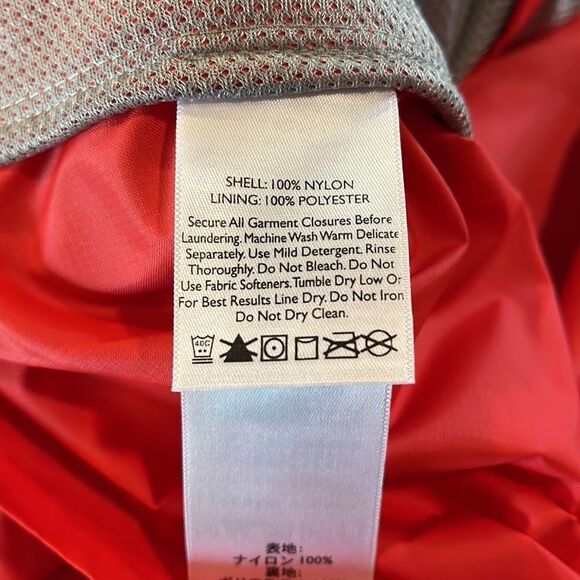 SHELL: 100% NYLON
LINING: 100% POLYESTER
Secure All Garment Closures Before
Laundering. Machine Wash Warm Delicate
Separately. Use Mild Detergent. Rinse
Thoroughly. Do Not Bleach. Do Not
Use Fabric Softeners. Tumble Dry Low Or
For Best Results Line Dry. Do Not Iron
Do Not Dry Clean.
40C
表地:
ナイロン 100%
裏地: